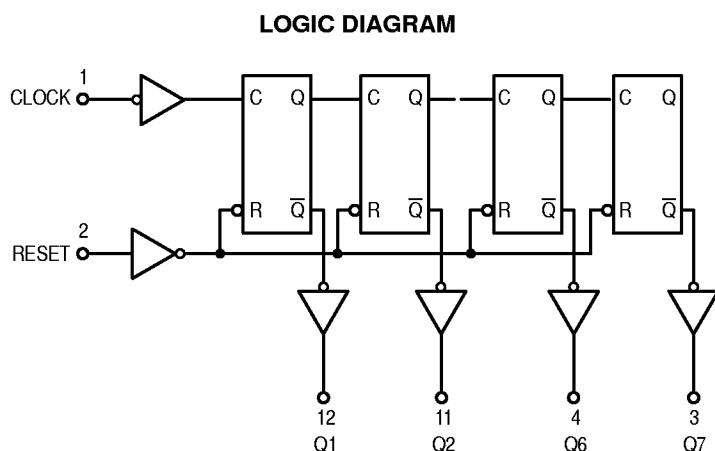 LOGIC DIAGRAM
1
CLOCK
C Q C Q C Q C Q
R Q̅ R Q̅ R Q̅ R Q̅
2
RESET
12 11 4 3
Q1 Q2 Q6 Q7